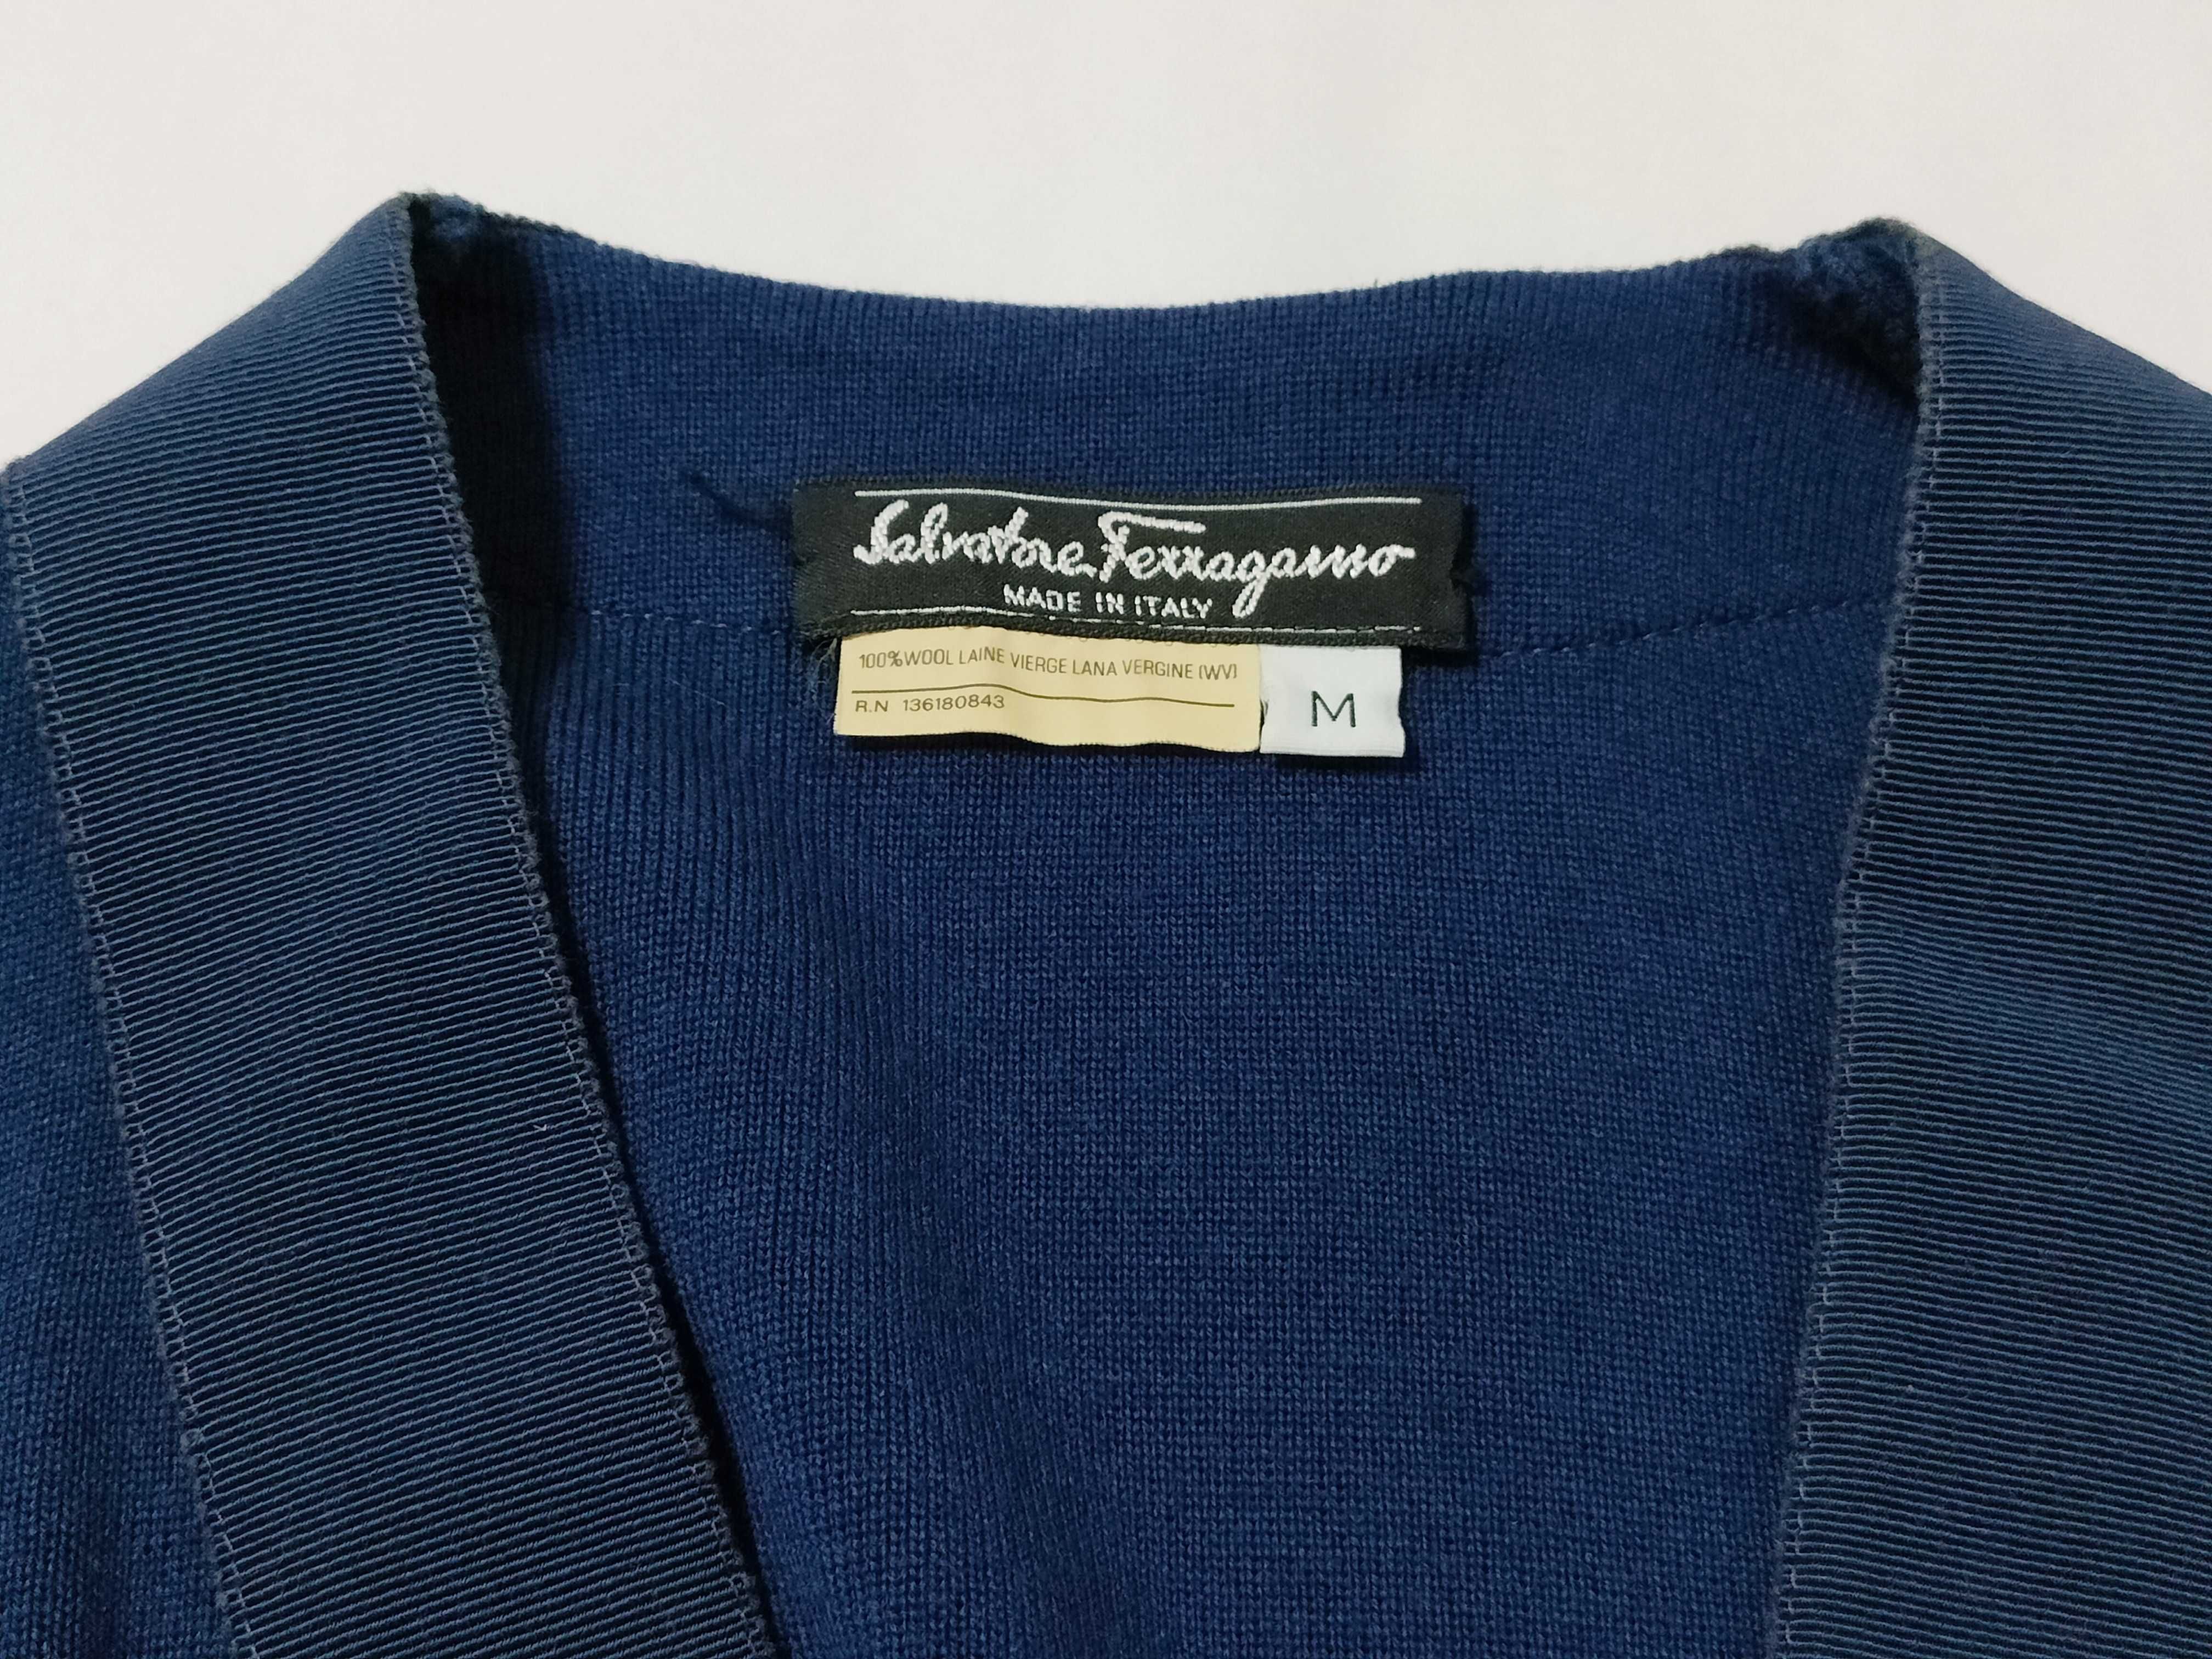 Salvatore Ferragamo
MADE IN ITALY
100% WOOL LAINE VIERGE LANA VERGINE (WV)
R.N 136180843
M